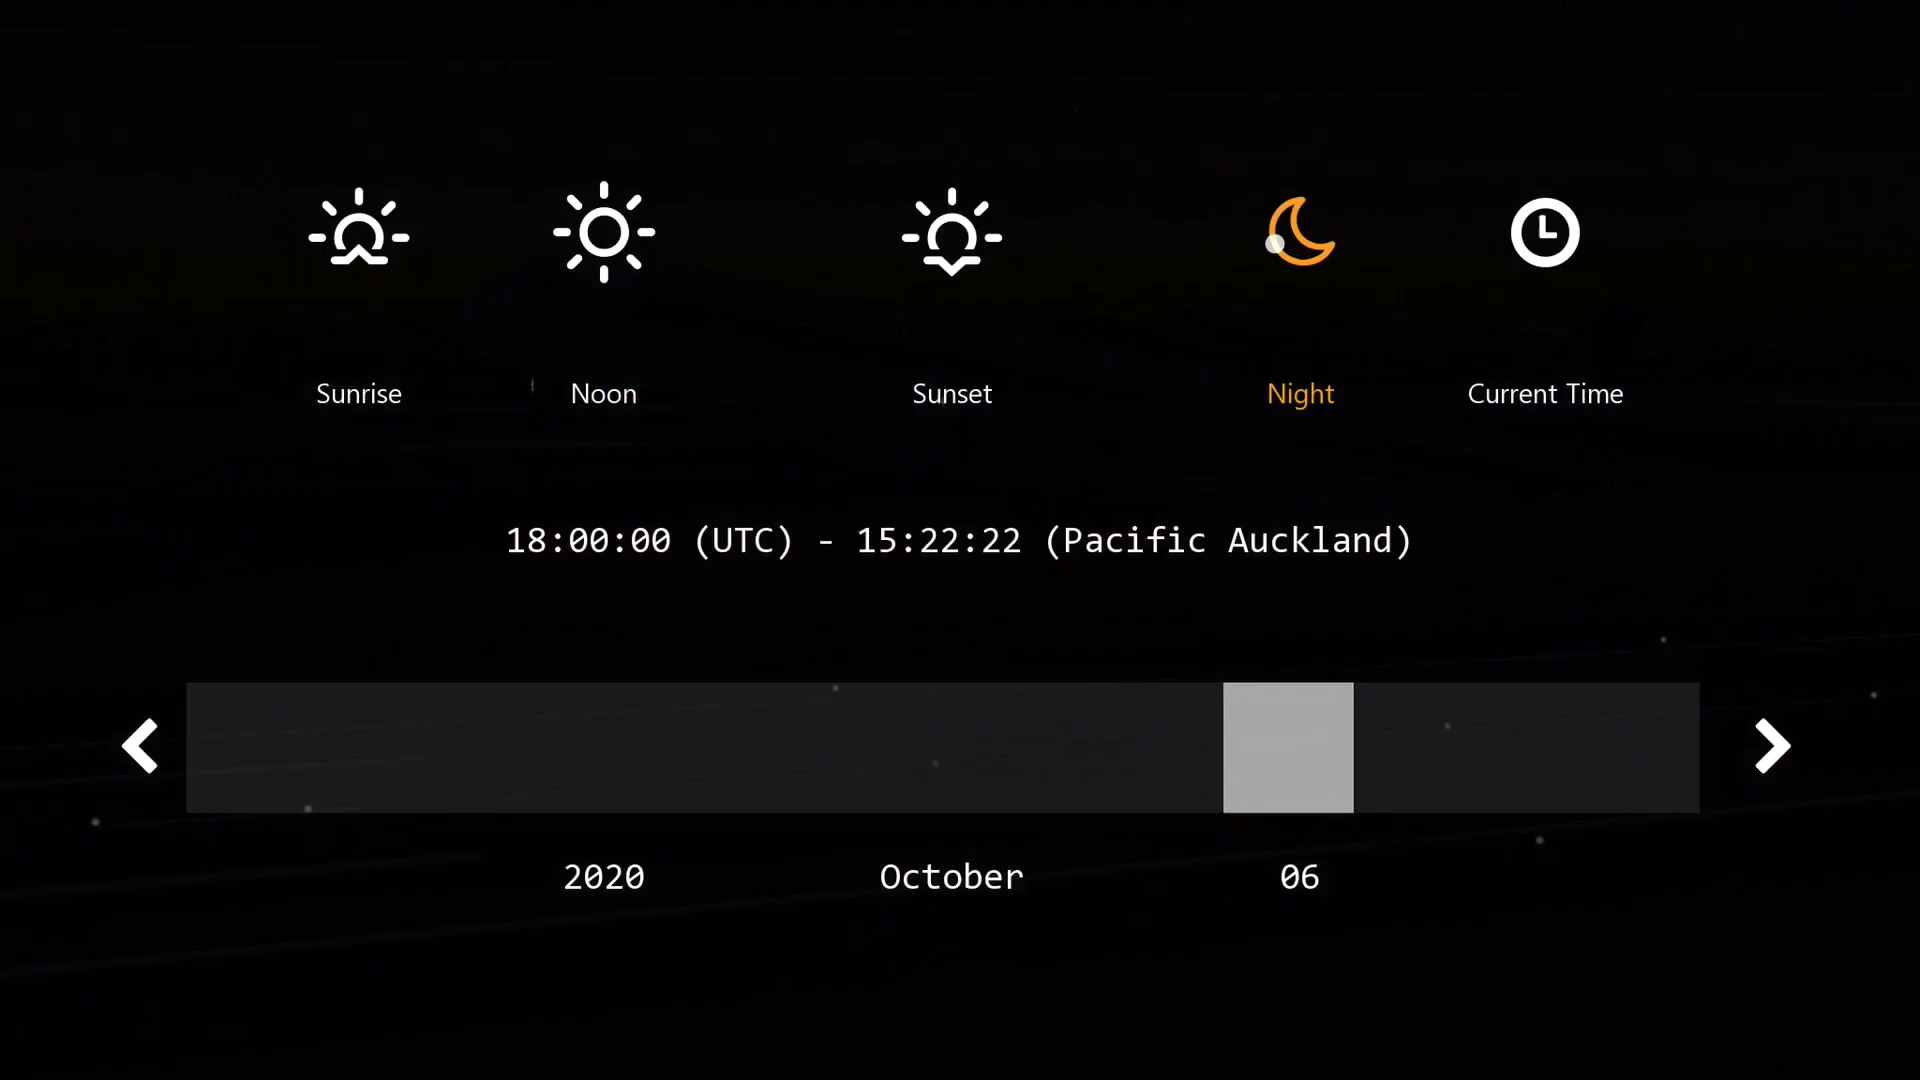 Sunrise Noon Sunset Night Current Time
18:00:00 (UTC) - 15:22:22 (Pacific Auckland)
2020 October 06